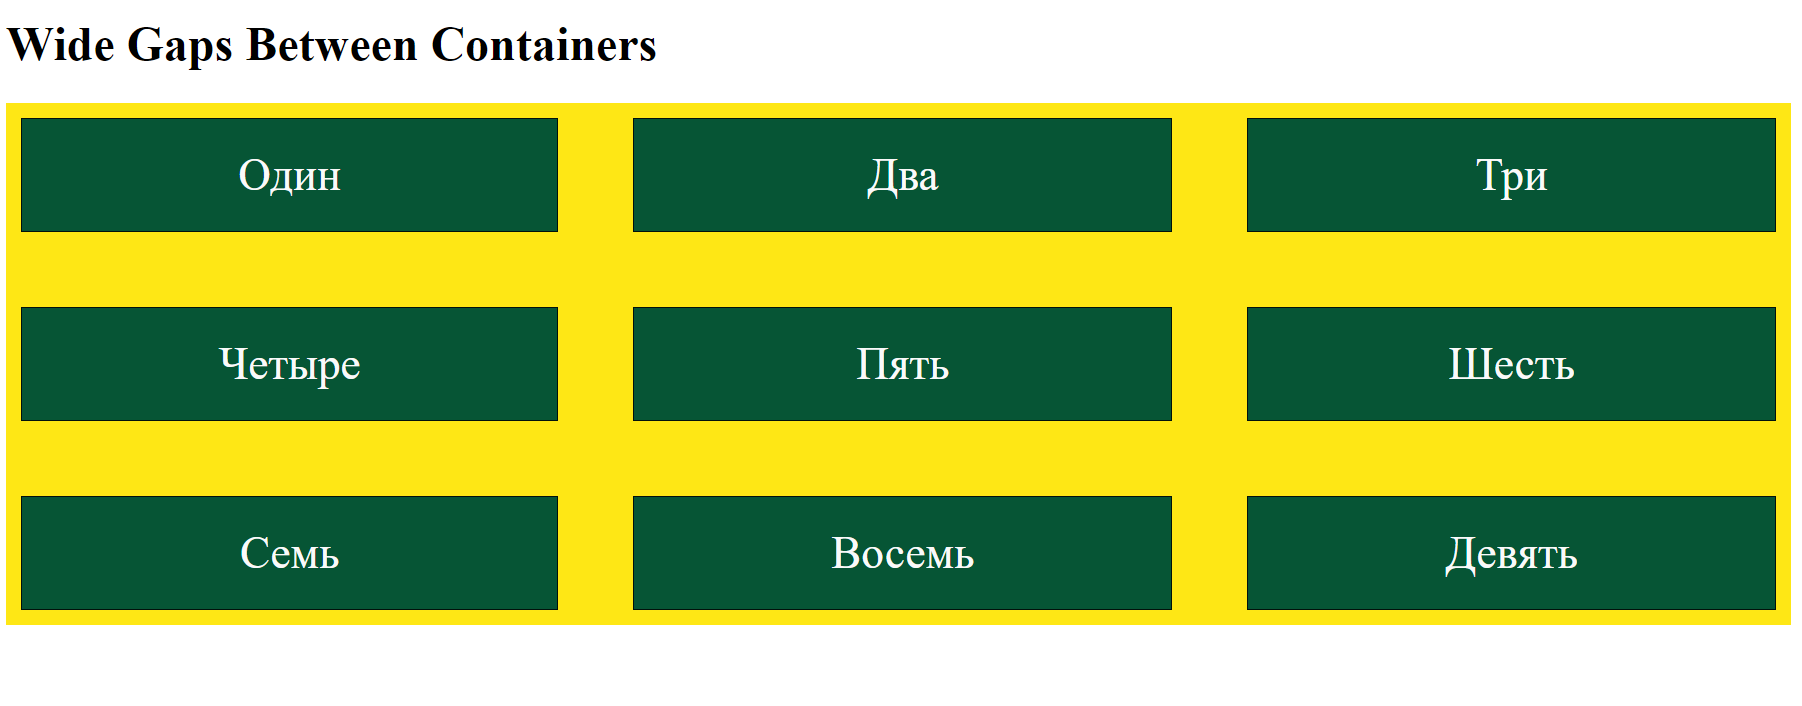 Wide Gaps Between Containers
Один Два Три
Четыре Пять Шесть
Семь Восемь Девять